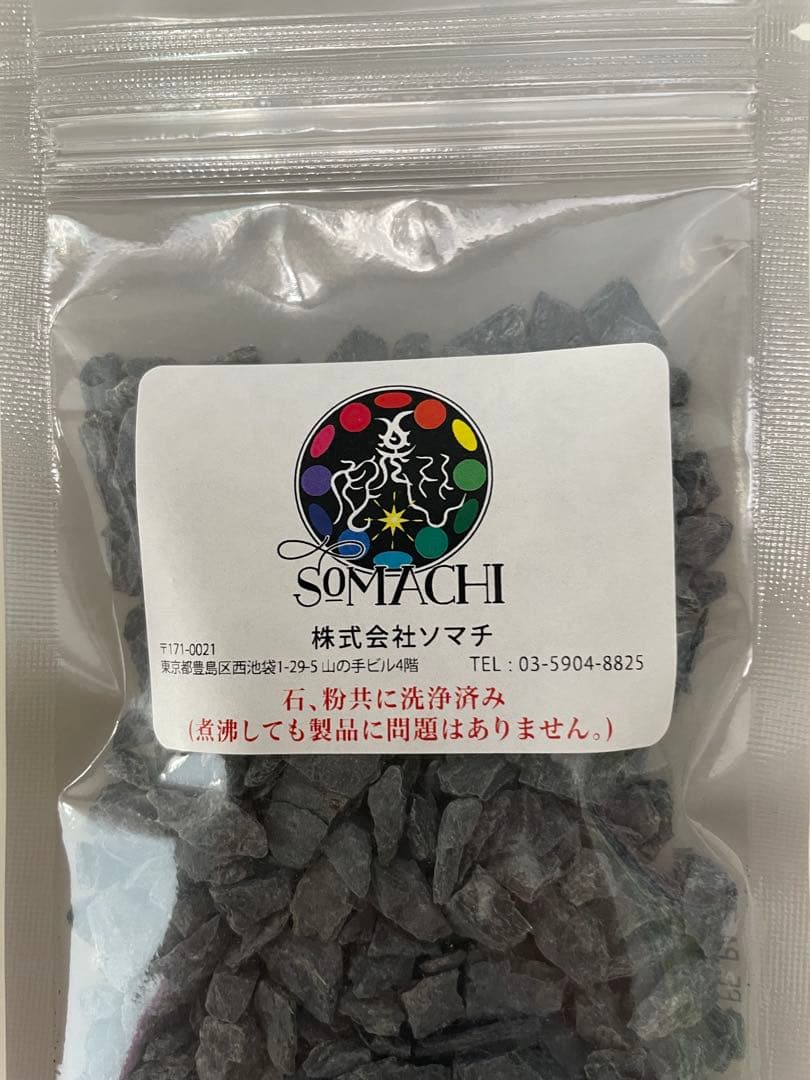 SOMACHI
株式会社ソマチ
〒171-0021
東京都豊島区西池袋1-29-5 山の手ビル4階 TEL : 03-5904-8825
石、粉共に洗浄済み
(煮沸しても製品に問題はありません。)